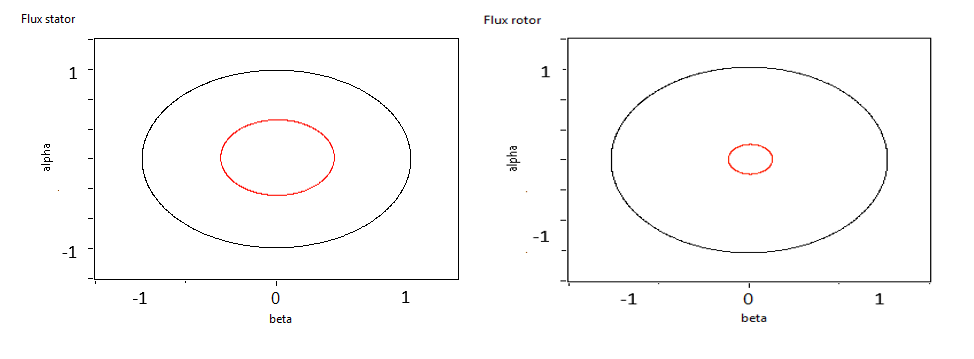 Flux stator
1
alpha
-1
-1 0 1
beta
Flux rotor
1
alpha
-1
-1 0 1
beta